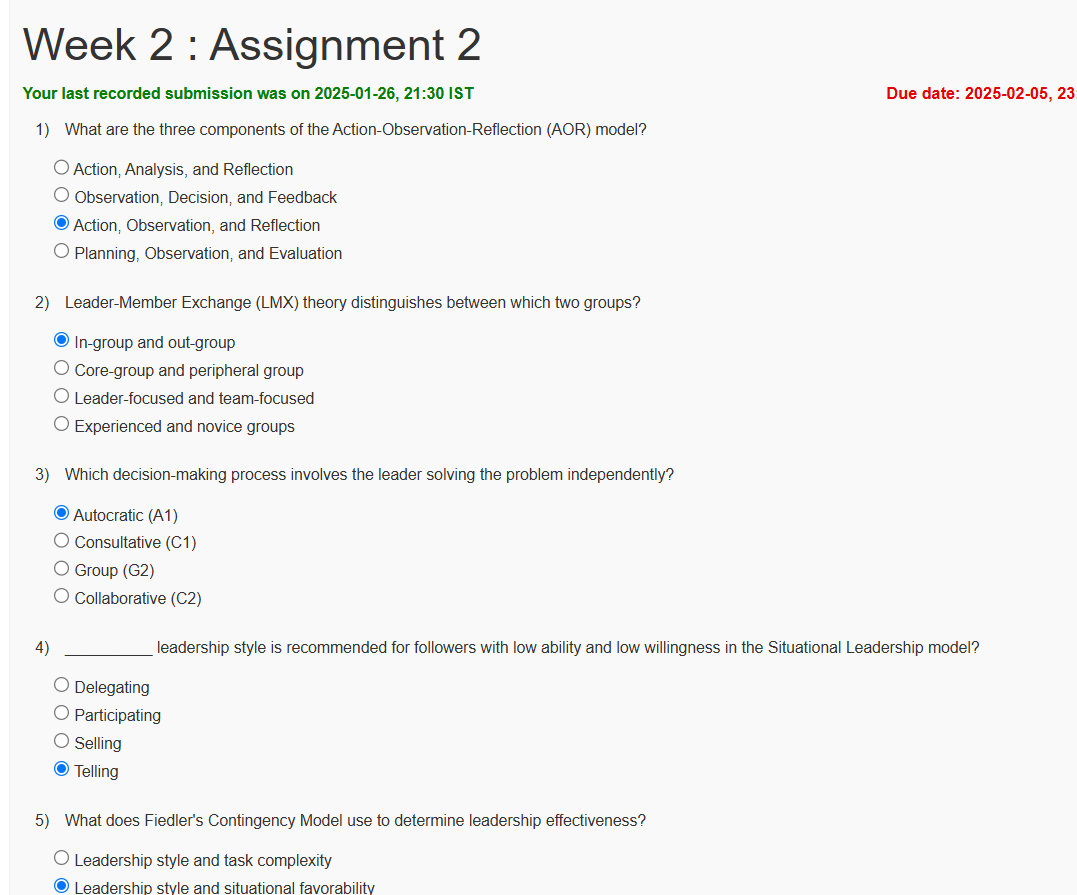 Week 2 : Assignment 2
Your last recorded submission was on 2025-01-26, 21:30 IST Due date: 2025-02-05, 23
1) What are the three components of the Action-Observation-Reflection (AOR) model?
Action, Analysis, and Reflection
Observation, Decision, and Feedback
Action, Observation, and Reflection
Planning, Observation, and Evaluation
2) Leader-Member Exchange (LMX) theory distinguishes between which two groups?
In-group and out-group
Core-group and peripheral group
Leader-focused and team-focused
Experienced and novice groups
3) Which decision-making process involves the leader solving the problem independently?
Autocratic (A1)
Consultative (C1)
Group (G2)
Collaborative (C2)
4) __________ leadership style is recommended for followers with low ability and low willingness in the Situational Leadership model?
Delegating
Participating
Selling
Telling
5) What does Fiedler's Contingency Model use to determine leadership effectiveness?
Leadership style and task complexity
Leadership style and situational favorability